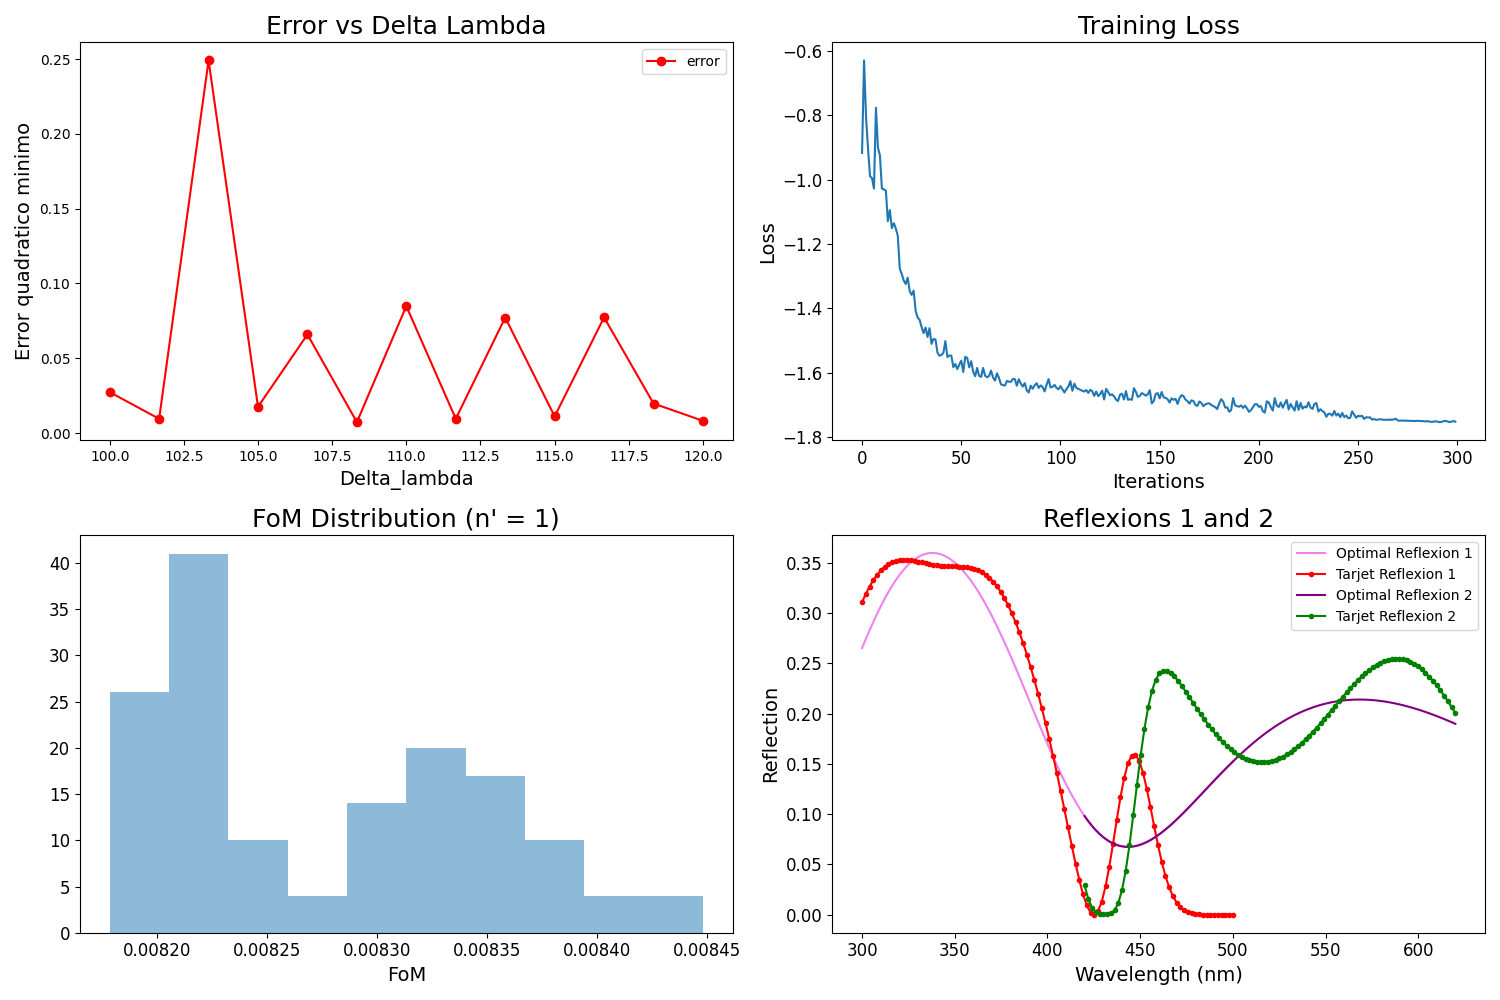 Error vs Delta Lambda
error
Error quadratico minimo
0.25
0.20
0.15
0.10
0.05
0.00
100.0 102.5 105.0 107.5 110.0 112.5 115.0 117.5 120.0
Delta_lambda
Training Loss
Loss
−0.6
−0.8
−1.0
−1.2
−1.4
−1.6
−1.8
0 50 100 150 200 250 300
Iterations
FoM Distribution (n' = 1)
40
35
30
25
20
15
10
5
0
0.00820 0.00825 0.00830 0.00835 0.00840 0.00845
FoM
Reflexions 1 and 2
Optimal Reflexion 1
Tarjet Reflexion 1
Optimal Reflexion 2
Tarjet Reflexion 2
Reflection
0.35
0.30
0.25
0.20
0.15
0.10
0.05
0.00
300 350 400 450 500 550 600
Wavelength (nm)